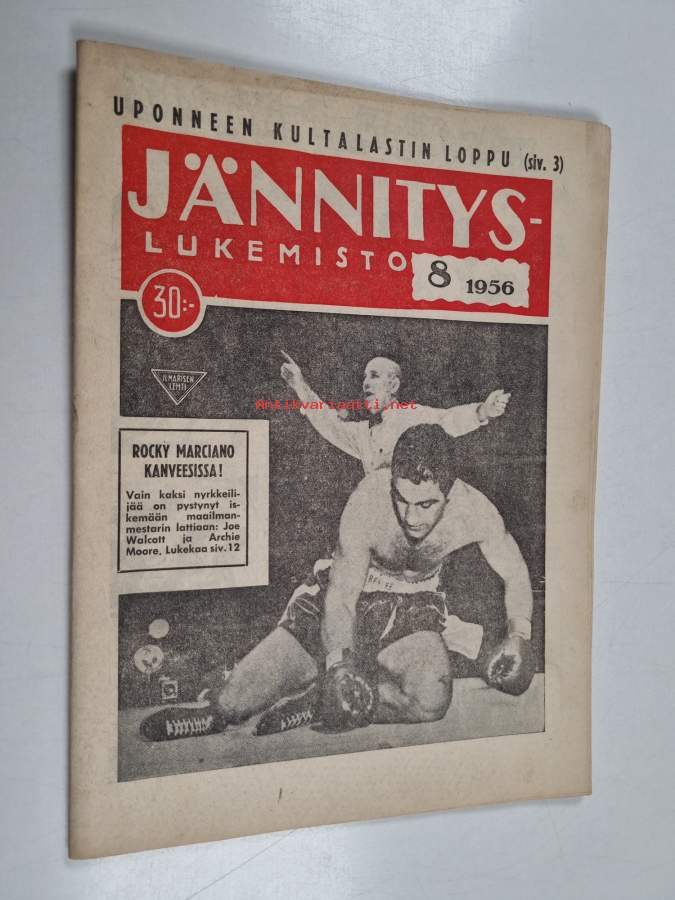 UPONNEEN KULTALASTIN LOPPU (siv. 3)
JÄNNITYS-
LUKEMISTO
8 1956
30:-
ILMARISEN
LEHTI
Antikvariaatti.net
ROCKY MARCIANO
KANVEESISSA!
Vain kaksi nyrkkeili-
jää on pystynyt is-
kemään maailman-
mestarin lattiaan: Joe
Walcott ja Archie
Moore. Lukekaa siv. 12